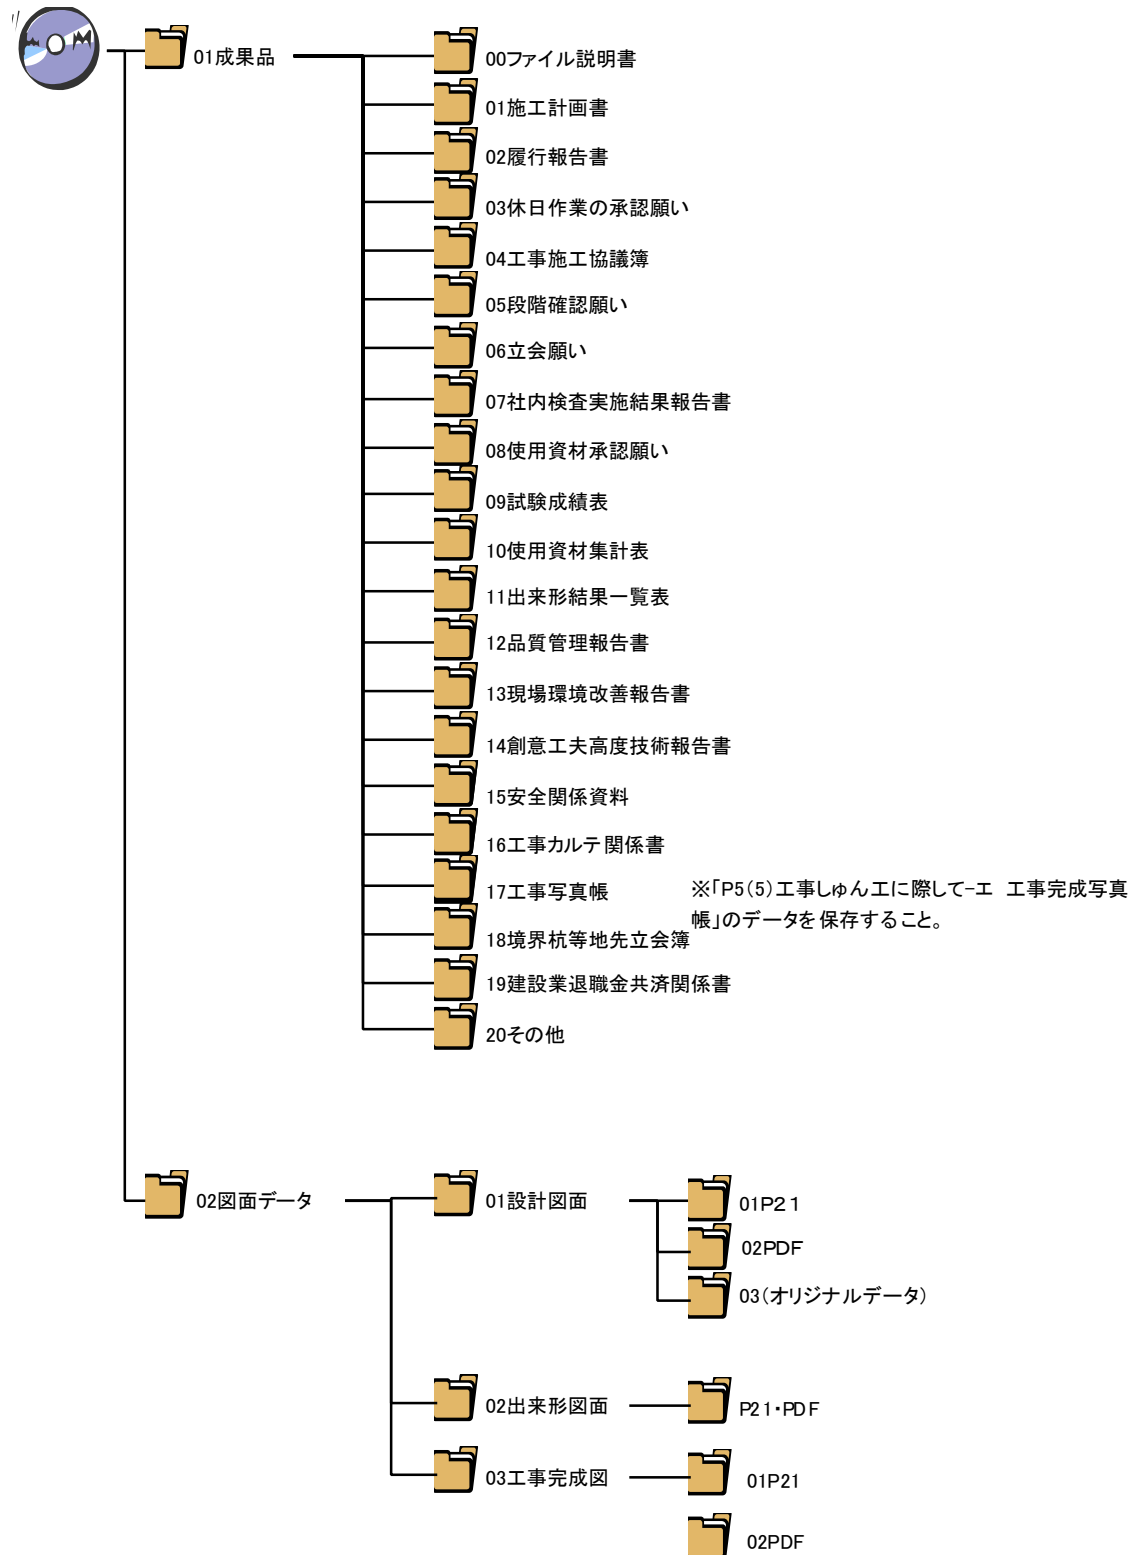 01成果品
00ファイル説明書
01施工計画書
02履行報告書
03休日作業の承認願い
04工事施工協議簿
05段階確認願い
06立会願い
07社内検査実施結果報告書
08使用資材承認願い
09試験成績表
10使用資材集計表
11出来形結果一覧表
12品質管理報告書
13現場環境改善報告書
14創意工夫高度技術報告書
15安全関係資料
16工事カルテ関係書
17工事写真帳
※「P5(5)工事しゅん工に際して−エ 工事完成写真
帳」のデータを保存すること。
18境界杭等地先立会簿
19建設業退職金共済関係書
20その他
02図面データ
01設計図面
01P21
02PDF
03(オリジナルデータ)
02出来形図面
P21・PDF
03工事完成図
01P21
02PDF